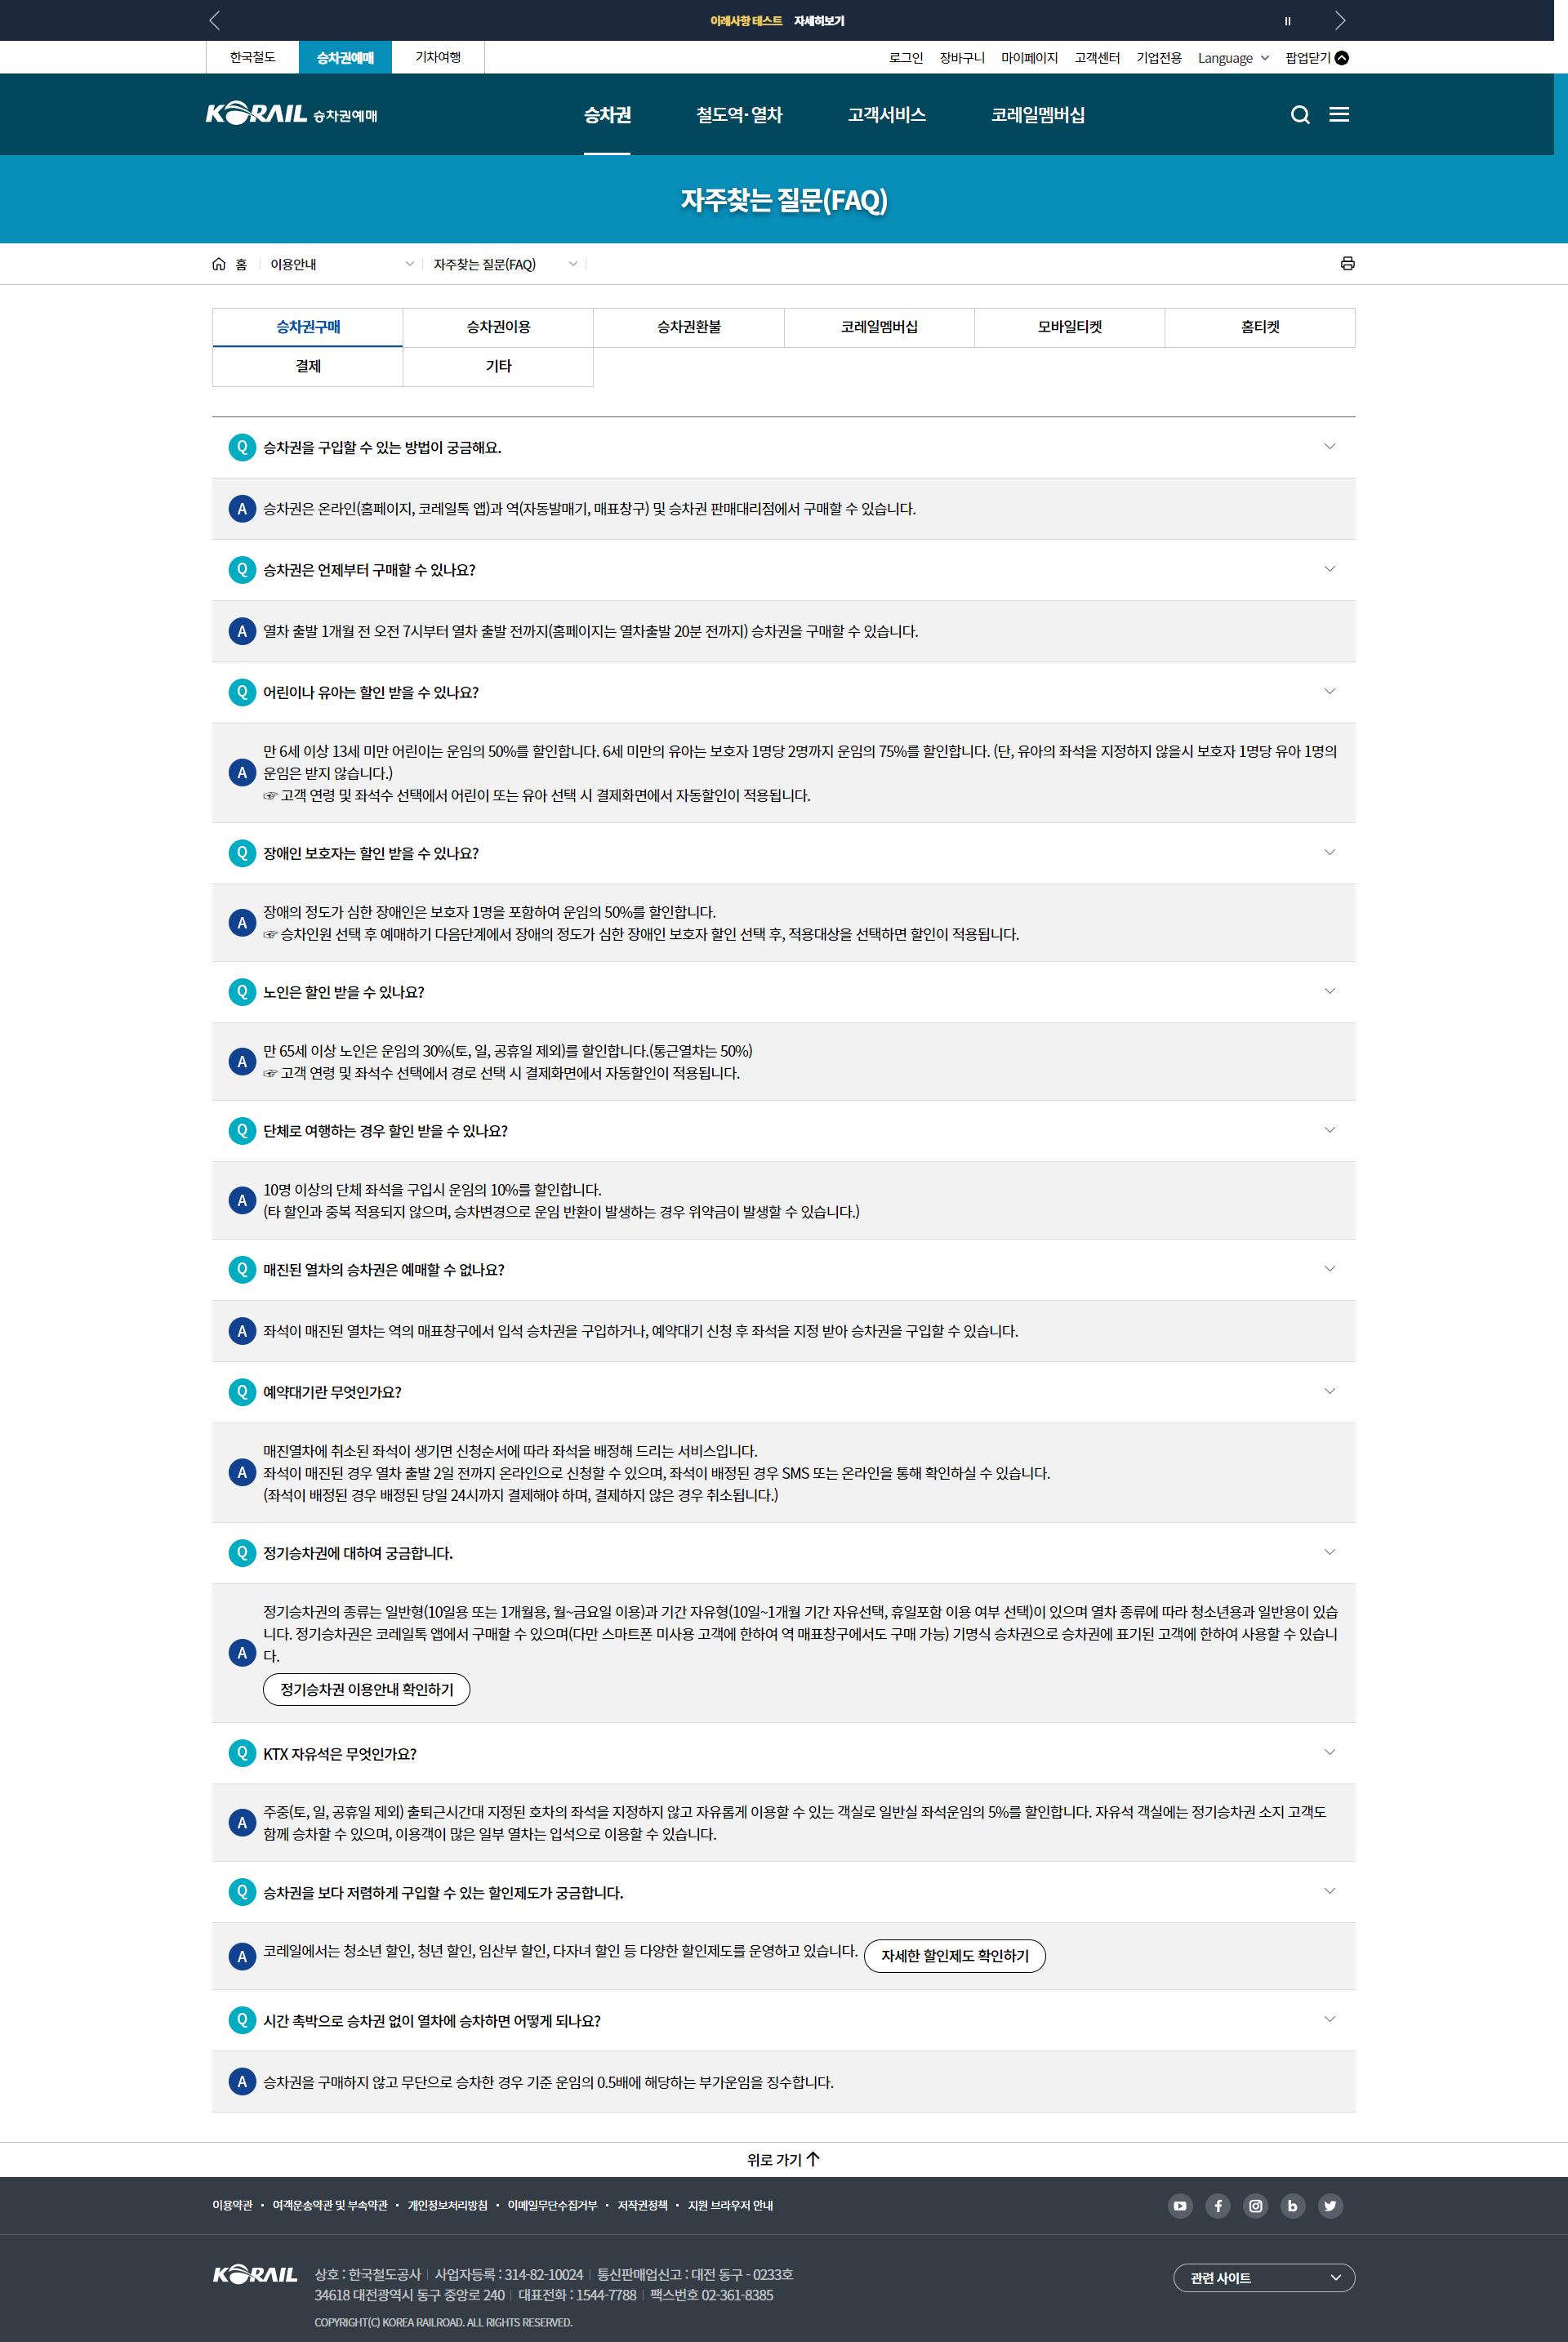 이례사항 테스트 자세히보기
한국철도 승차권예매 기차여행 로그인 장바구니 마이페이지 고객센터 기업전용 Language 팝업닫기
KORAIL 승차권예매 승차권 철도역·열차 고객서비스 코레일멤버십
자주찾는 질문(FAQ)
홈 이용안내 자주찾는 질문(FAQ)
승차권구매 승차권이용 승차권환불 코레일멤버십 모바일티켓 홈티켓
결제 기타
Q 승차권을 구입할 수 있는 방법이 궁금해요.
A 승차권은 온라인(홈페이지, 코레일톡 앱)과 역(자동발매기, 매표창구) 및 승차권 판매대리점에서 구매할 수 있습니다.
Q 승차권은 언제부터 구매할 수 있나요?
A 열차 출발 1개월 전 오전 7시부터 열차 출발 전까지(홈페이지는 열차출발 20분 전까지) 승차권을 구매할 수 있습니다.
Q 어린이나 유아는 할인 받을 수 있나요?
만 6세 이상 13세 미만 어린이는 운임의 50%를 할인합니다. 6세 미만의 유아는 보호자 1명당 2명까지 운임의 75%를 할인합니다. (단, 유아의 좌석을 지정하지 않을시 보호자 1명당 유아 1명의
A 운임은 받지 않습니다.)
☞ 고객 연령 및 좌석수 선택에서 어린이 또는 유아 선택 시 결제화면에서 자동할인이 적용됩니다.
Q 장애인 보호자는 할인 받을 수 있나요?
A 장애의 정도가 심한 장애인은 보호자 1명을 포함하여 운임의 50%를 할인합니다.
☞ 승차인원 선택 후 예매하기 다음단계에서 장애의 정도가 심한 장애인 보호자 할인 선택 후, 적용대상을 선택하면 할인이 적용됩니다.
Q 노인은 할인 받을 수 있나요?
A 만 65세 이상 노인은 운임의 30%(토, 일, 공휴일 제외)를 할인합니다.(통근열차는 50%)
☞ 고객 연령 및 좌석수 선택에서 경로 선택 시 결제화면에서 자동할인이 적용됩니다.
Q 단체로 여행하는 경우 할인 받을 수 있나요?
A 10명 이상의 단체 좌석을 구입시 운임의 10%를 할인합니다.
(타 할인과 중복 적용되지 않으며, 승차변경으로 운임 반환이 발생하는 경우 위약금이 발생할 수 있습니다.)
Q 매진된 열차의 승차권은 예매할 수 없나요?
A 좌석이 매진된 열차는 역의 매표창구에서 입석 승차권을 구입하거나, 예약대기 신청 후 좌석을 지정 받아 승차권을 구입할 수 있습니다.
Q 예약대기란 무엇인가요?
매진열차에 취소된 좌석이 생기면 신청순서에 따라 좌석을 배정해 드리는 서비스입니다.
A 좌석이 매진된 경우 열차 출발 2일 전까지 온라인으로 신청할 수 있으며, 좌석이 배정된 경우 SMS 또는 온라인을 통해 확인하실 수 있습니다.
(좌석이 배정된 경우 배정된 당일 24시까지 결제해야 하며, 결제하지 않은 경우 취소됩니다.)
Q 정기승차권에 대하여 궁금합니다.
정기승차권의 종류는 일반형(10일용 또는 1개월용, 월~금요일 이용)과 기간 자유형(10일~1개월 기간 자유선택, 휴일포함 이용 여부 선택)이 있으며 열차 종류에 따라 청소년용과 일반용이 있습
니다. 정기승차권은 코레일톡 앱에서 구매할 수 있으며(다만 스마트폰 미사용 고객에 한하여 역 매표창구에서도 구매 가능) 기명식 승차권으로 승차권에 표기된 고객에 한하여 사용할 수 있습니
A 다.
정기승차권 이용안내 확인하기
Q KTX 자유석은 무엇인가요?
A 주중(토, 일, 공휴일 제외) 출퇴근시간대 지정된 호차의 좌석을 지정하지 않고 자유롭게 이용할 수 있는 객실로 일반실 좌석운임의 5%를 할인합니다. 자유석 객실에는 정기승차권 소지 고객도
함께 승차할 수 있으며, 이용객이 많은 일부 열차는 입석으로 이용할 수 있습니다.
Q 승차권을 보다 저렴하게 구입할 수 있는 할인제도가 궁금합니다.
A 코레일에서는 청소년 할인, 청년 할인, 임산부 할인, 다자녀 할인 등 다양한 할인제도를 운영하고 있습니다. 자세한 할인제도 확인하기
Q 시간 촉박으로 승차권 없이 열차에 승차하면 어떻게 되나요?
A 승차권을 구매하지 않고 무단으로 승차한 경우 기준 운임의 0.5배에 해당하는 부가운임을 징수합니다.
위로 가기
이용약관 · 여객운송약관 및 부속약관 · 개인정보처리방침 · 이메일무단수집거부 · 저작권정책 · 지원 브라우저 안내
KORAIL 상호 : 한국철도공사 | 사업자등록 : 314-82-10024 | 통신판매업신고 : 대전 동구 - 0233호 관련 사이트
34618 대전광역시 동구 중앙로 240 | 대표전화 : 1544-7788 | 팩스번호 02-361-8385
COPYRIGHT(C) KOREA RAILROAD. ALL RIGHTS RESERVED.